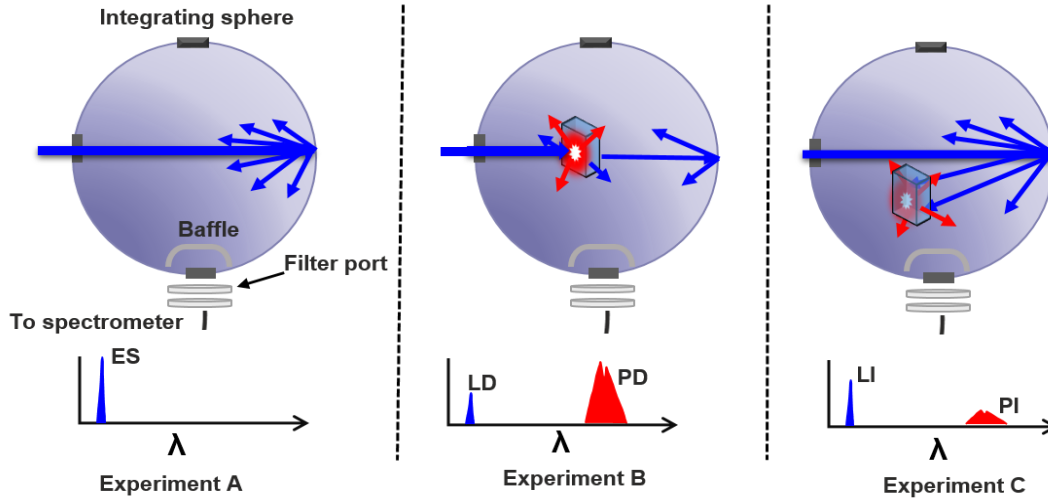 Integrating sphere
Baffle
Filter port
To spectrometer
ES
λ
Experiment A
LD
PD
λ
Experiment B
LI
PI
λ
Experiment C